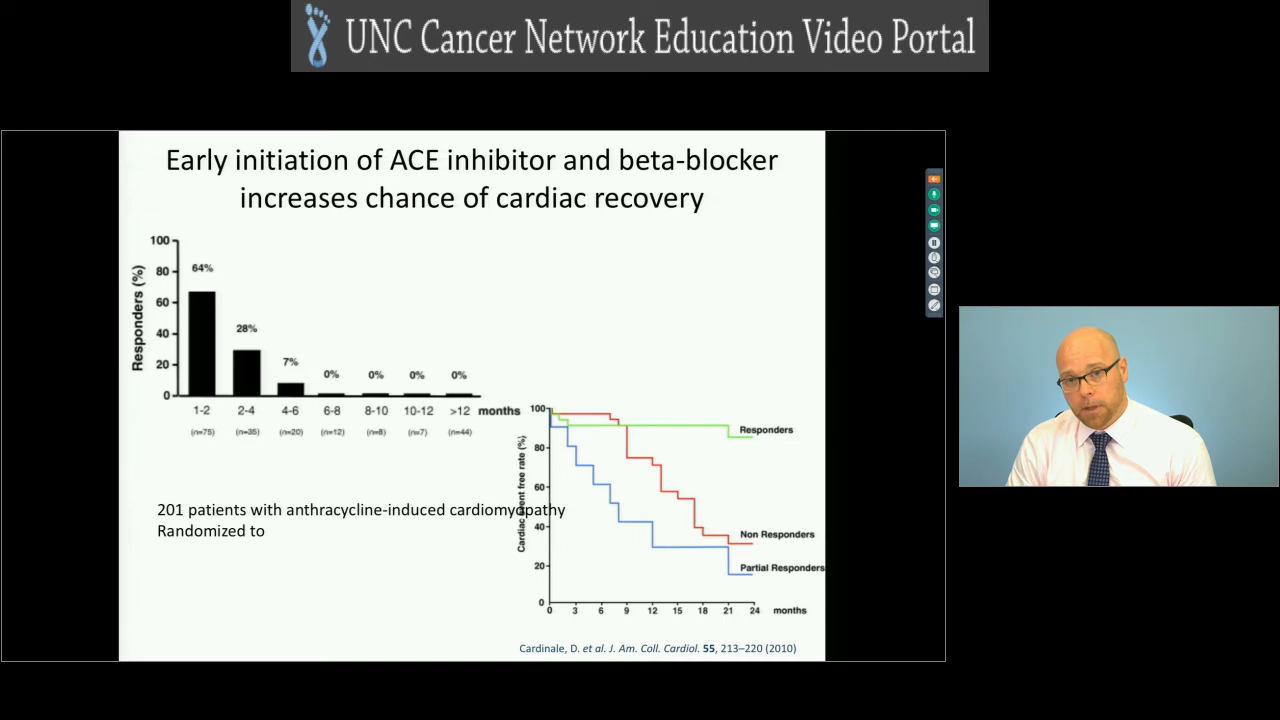 UNC Cancer Network Education Video Portal
Early initiation of ACE inhibitor and beta-blocker
increases chance of cardiac recovery
Responders (%)
100
80
60
40
20
0
64%
28%
7%
0%
0%
0%
0%
1-2
2-4
4-6
6-8
8-10
10-12
>12
months
(n=75)
(n=35)
(n=20)
(n=12)
(n=8)
(n=7)
(n=44)
201 patients with anthracycline-induced cardiomyopathy
Randomized to
Cardiac event free rate (%)
100
80
60
40
20
0
Responders
Non Responders
Partial Responders
0
3
6
9
12
15
18
21
24
months
Cardinale, D. et al. J. Am. Coll. Cardiol. 55, 213–220 (2010)